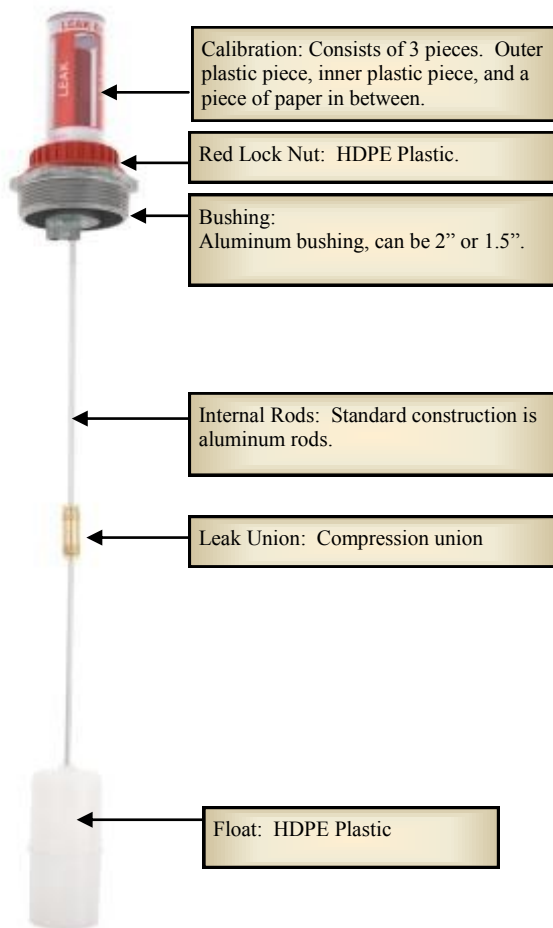 LEAK
LEAK
Calibration: Consists of 3 pieces. Outer
plastic piece, inner plastic piece, and a
piece of paper in between.
Red Lock Nut: HDPE Plastic.
Bushing:
Aluminum bushing, can be 2” or 1.5”.
Internal Rods: Standard construction is
aluminum rods.
Leak Union: Compression union
Float: HDPE Plastic